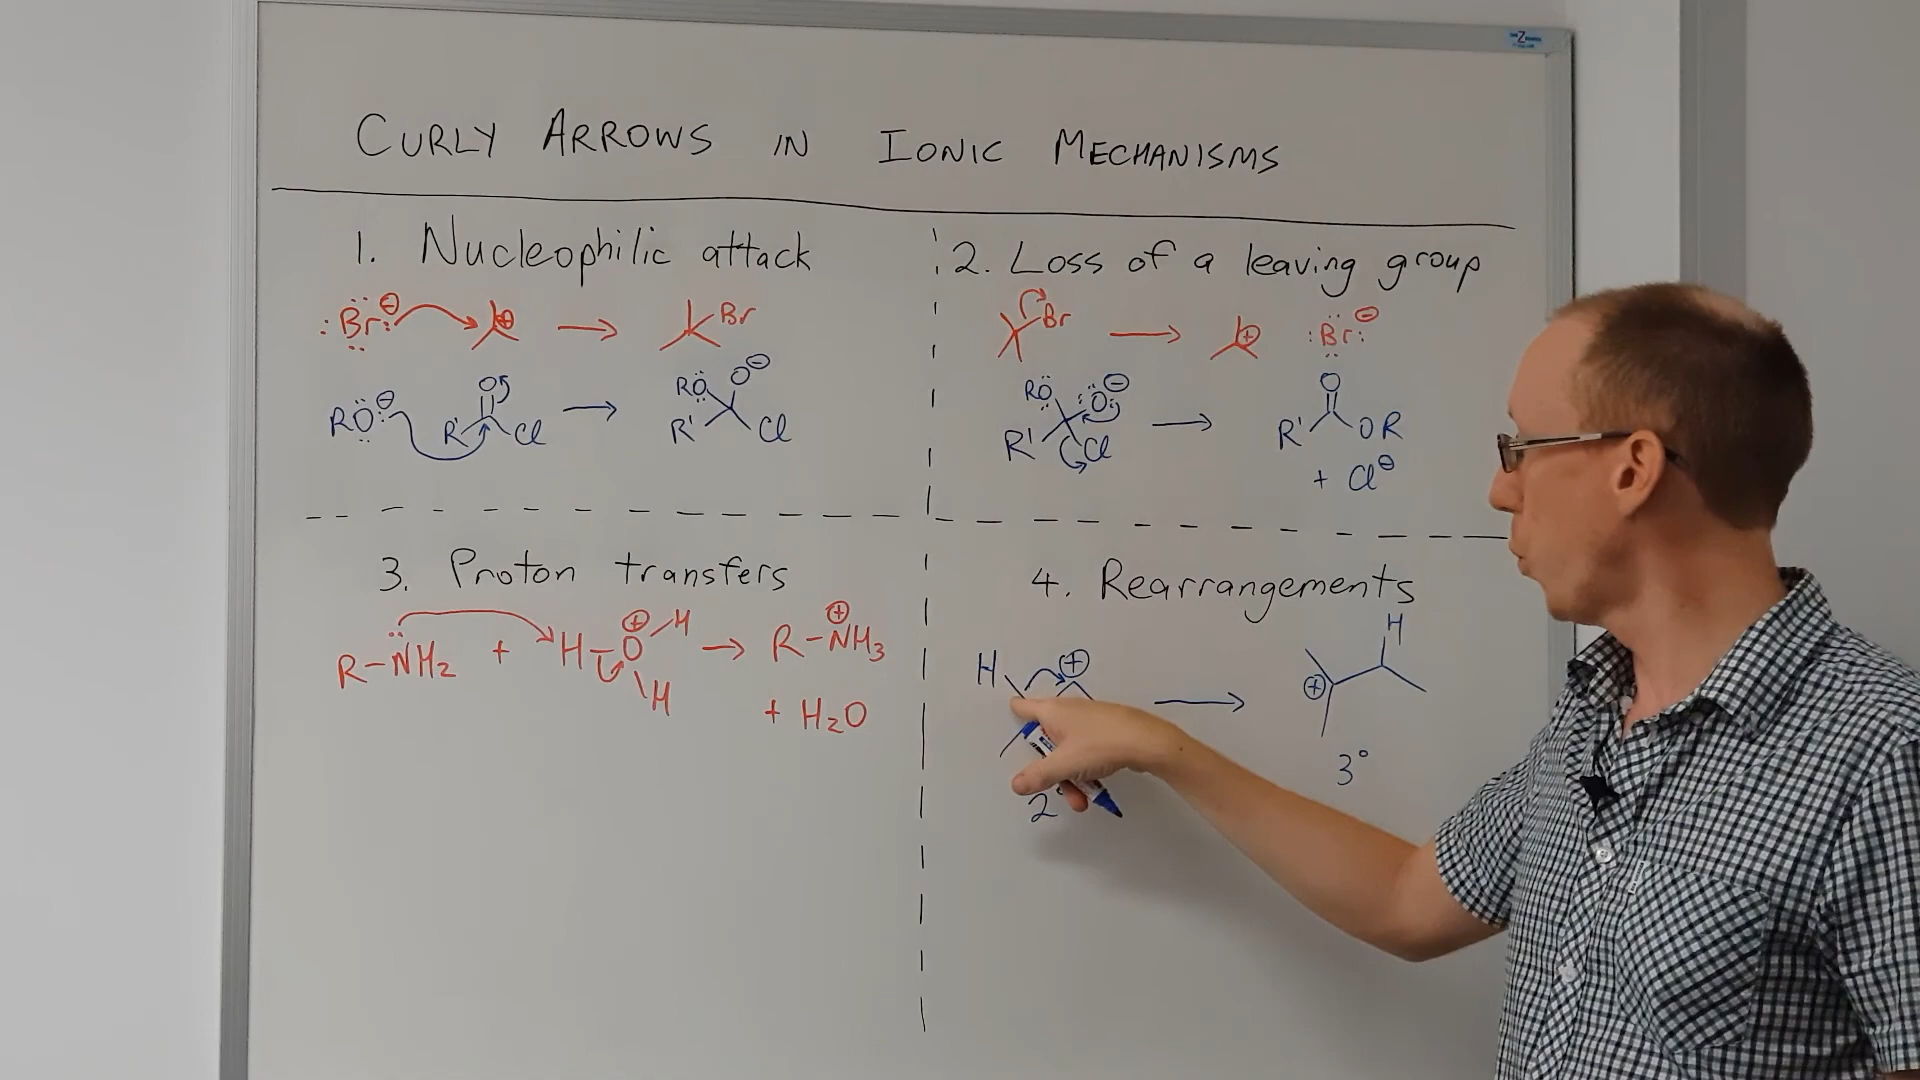 CURLY ARROWS IN IONIC MECHANISMS
1. Nucleophilic attack
:Br:⊖ ⊕ → Br
RO⊖ R' O Cl → RO O⊖ R' Cl
2. Loss of a leaving group
Br → ⊕ :Br:⊖
RO O⊖ R' Cl → O R' OR
+ Cl⊖
3. Proton transfers
R-NH2 + H-O⊕ H H → R-NH3⊕
+ H2O
4. Rearrangements
H ⊕ → ⊕ H
2° 3°